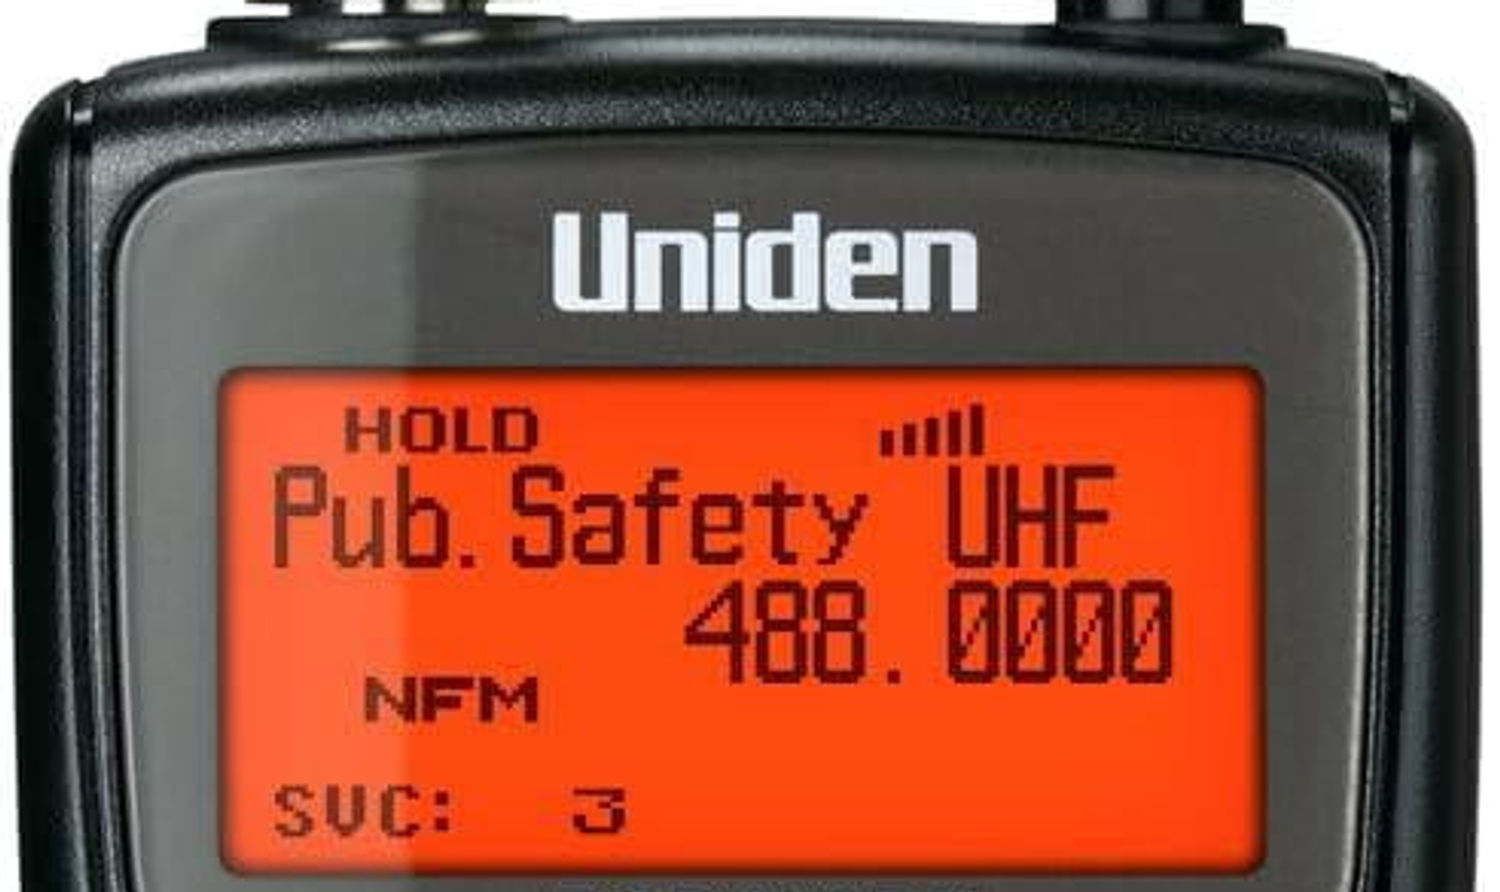 Uniden
HOLD
Pub. Safety UHF
488. 0000
NFM
SVC: 3